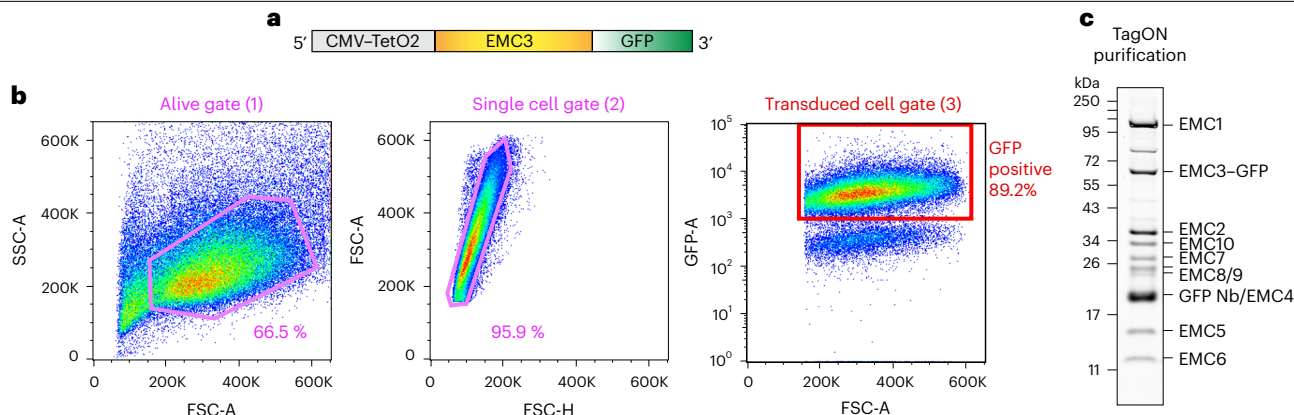 a
5′ CMV–TetO2 EMC3 GFP 3′
b
Alive gate (1)
SSC-A
600K
400K
200K
0
66.5 %
0 200K 400K 600K
FSC-A
Single cell gate (2)
FSC-A
600K
400K
200K
0
95.9 %
0 200K 400K 600K
FSC-H
Transduced cell gate (3)
GFP-A
10⁵
10⁴
10³
10²
10¹
10⁰
GFP
positive
89.2%
0 200K 400K 600K
FSC-A
c
TagON
purification
kDa
250
95
72
55
43
34
26
17
11
EMC1
EMC3–GFP
EMC2
EMC10
EMC7
EMC8/9
GFP Nb/EMC4
EMC5
EMC6